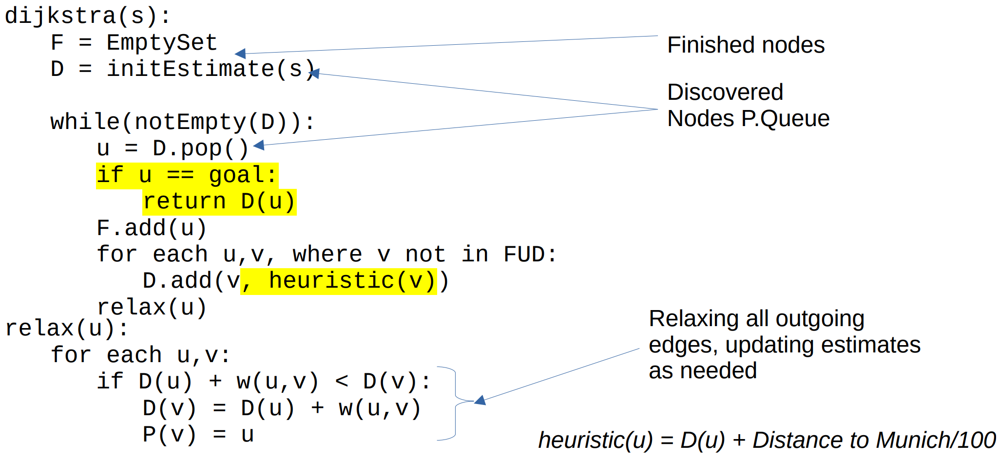 dijkstra(s):
F = EmptySet
D = initEstimate(s)
while(notEmpty(D)):
u = D.pop()
if u == goal:
return D(u)
F.add(u)
for each u,v, where v not in FUD:
D.add(v, heuristic(v))
relax(u)
relax(u):
for each u,v:
if D(u) + w(u,v) < D(v):
D(v) = D(u) + w(u,v)
P(v) = u
Finished nodes
Discovered
Nodes P.Queue
Relaxing all outgoing
edges, updating estimates
as needed
heuristic(u) = D(u) + Distance to Munich/100